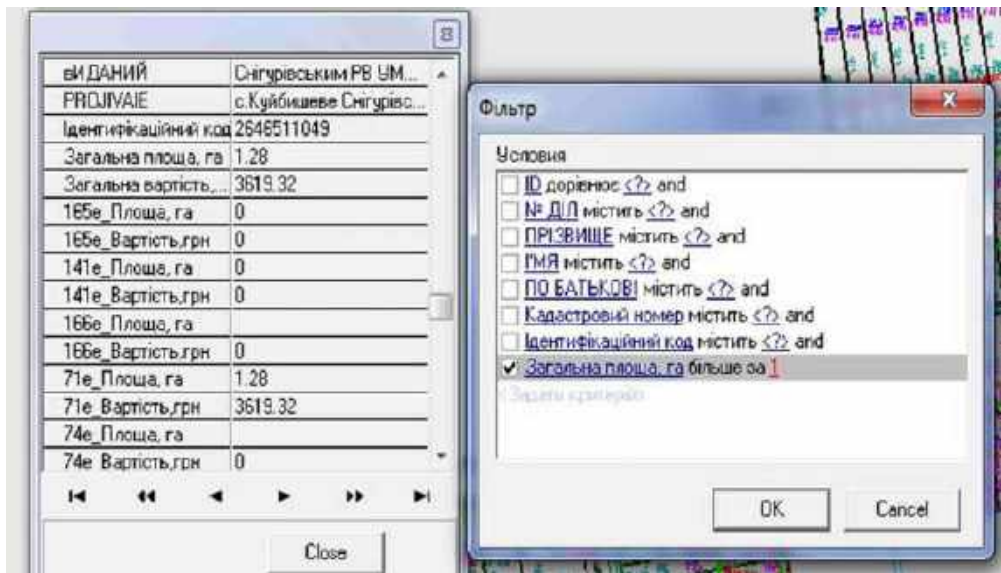 вИДАНИЙ Снігурівським РВ УМ...
PROJIVAIE с.Куйбишеве Снігурівс...
Ідентифікаційний код 2646511049
Загальна площа, га 1.28
Загальна вартість,... 3619.32
165е_Площа, га 0
165е_Вартість,грн 0
141е_Площа, га 0
141е_Вартість,грн 0
166е_Площа, га
166е_Вартість,грн 0
71е_Площа, га 1.28
71е_Вартість,грн 3619.32
74е_Площа, га
74е_Вартість,грн 0
Close
Фільтр
Условия
ID дорівнює <?> and
№ ДІЛ містить <?> and
ПРІЗВИЩЕ містить <?> and
І'МЯ містить <?> and
ПО БАТЬКОВІ містить <?> and
Кадастровий номер містить <?> and
Ідентифікаційний код містить <?> and
Загальна площа, га більше за 1
OK Cancel